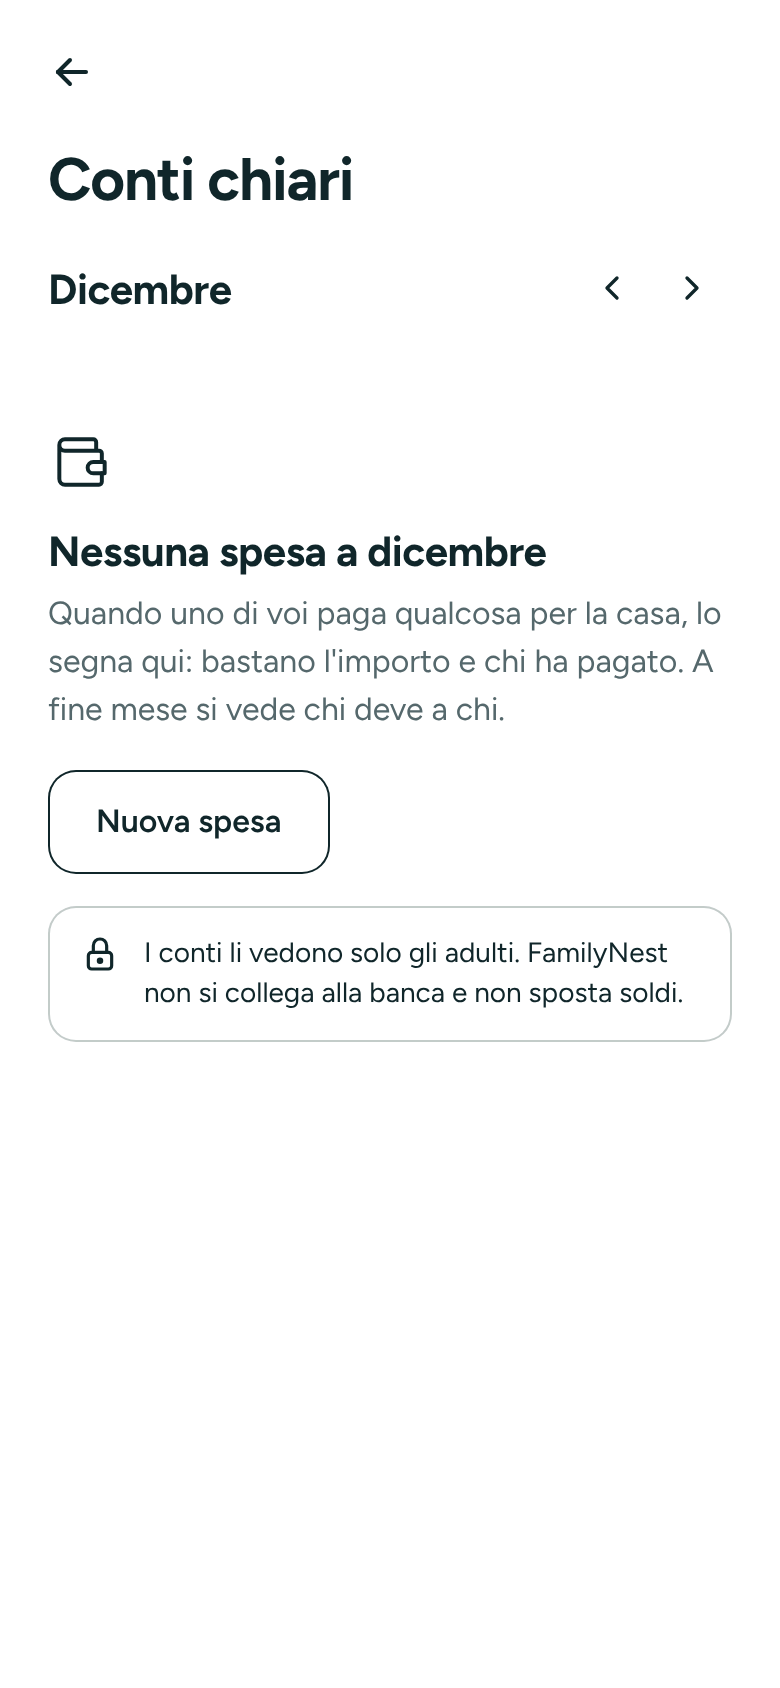 Conti chiari
Dicembre
Nessuna spesa a dicembre
Quando uno di voi paga qualcosa per la casa, lo
segna qui: bastano l'importo e chi ha pagato. A
fine mese si vede chi deve a chi.
Nuova spesa
I conti li vedono solo gli adulti. FamilyNest
non si collega alla banca e non sposta soldi.